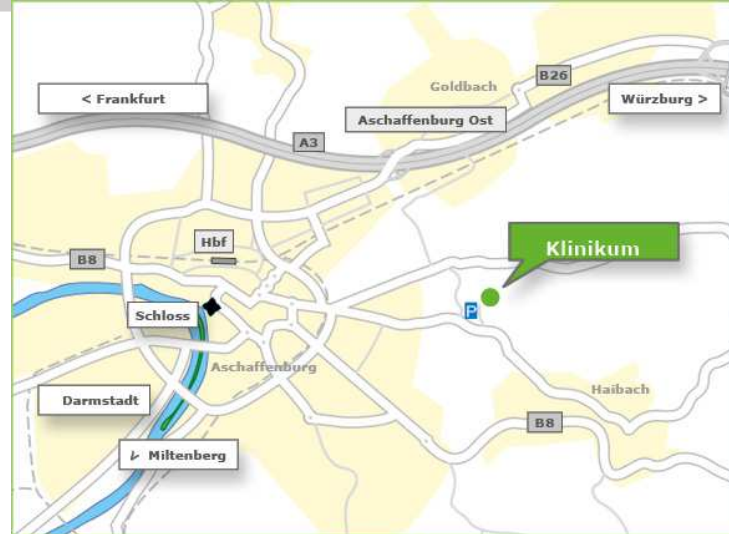 B26
Goldbach
< Frankfurt
Würzburg >
Aschaffenburg Ost
A3
Hbf
Klinikum
B8
P
Schloss
Aschaffenburg
Haibach
Darmstadt
B8
< Miltenberg